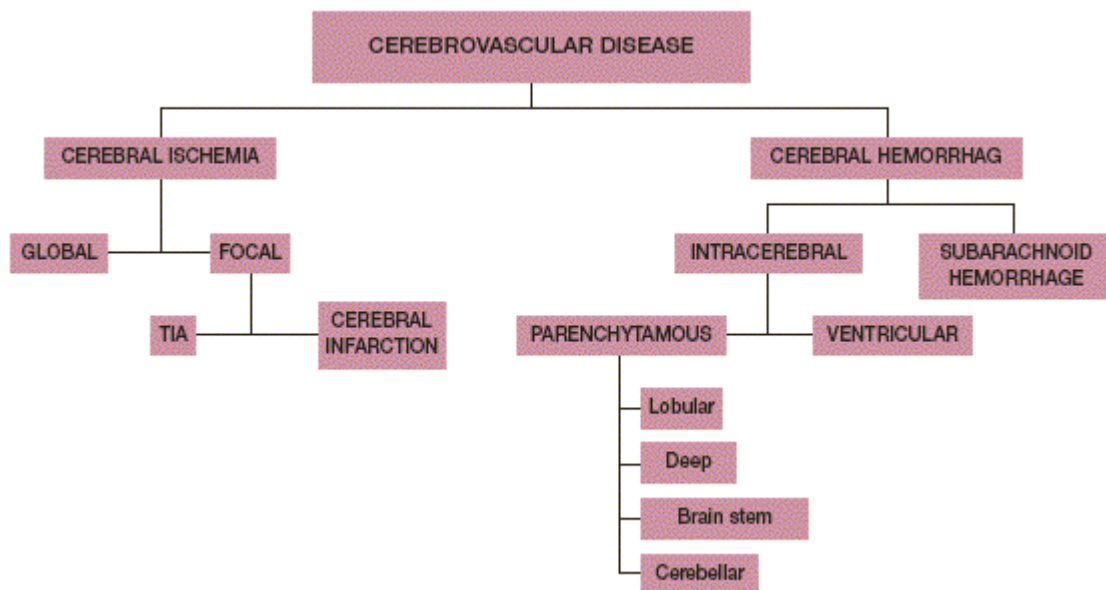 CEREBROVASCULAR DISEASE
CEREBRAL ISCHEMIA
CEREBRAL HEMORRHAG
GLOBAL
FOCAL
INTRACEREBRAL
SUBARACHNOID
HEMORRHAGE
TIA
CEREBRAL
INFARCTION
PARENCHYTAMOUS
VENTRICULAR
Lobular
Deep
Brain stem
Cerebellar